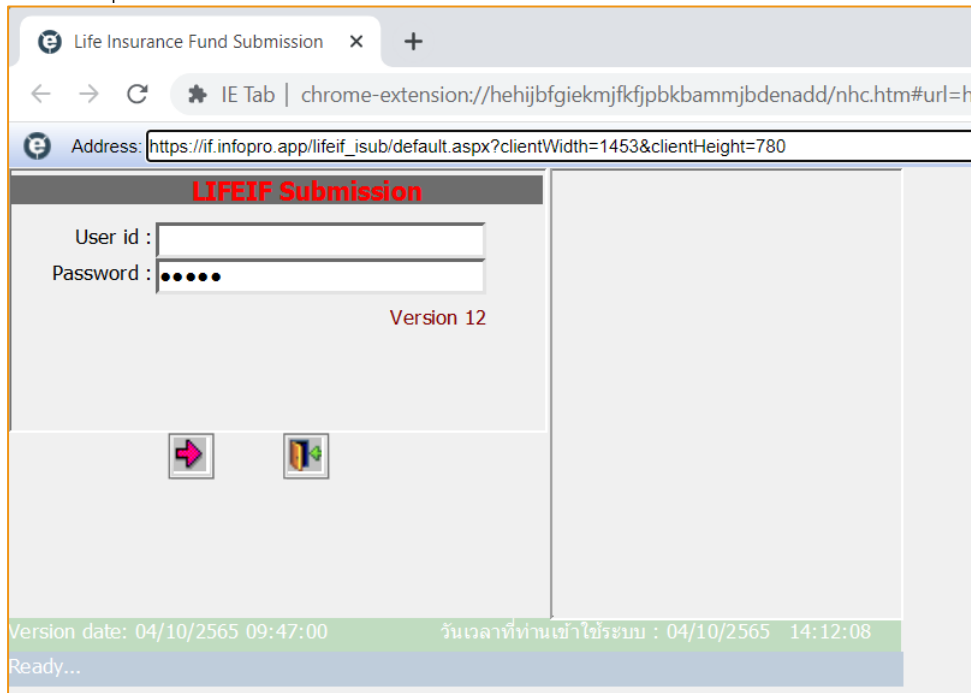 Life Insurance Fund Submission
IE Tab | chrome-extension://hehijbfgiekmjfkfjpbkbammjbdenadd/nhc.htm#url=h
Address: https://if.infopro.app/lifeif_isub/default.aspx?clientWidth=1453&clientHeight=780
LIFEIF Submission
User id :
Password : •••••
Version 12
Version date: 04/10/2565 09:47:00 วันเวลาที่ท่านเข้าใช้ระบบ : 04/10/2565 14:12:08
Ready...